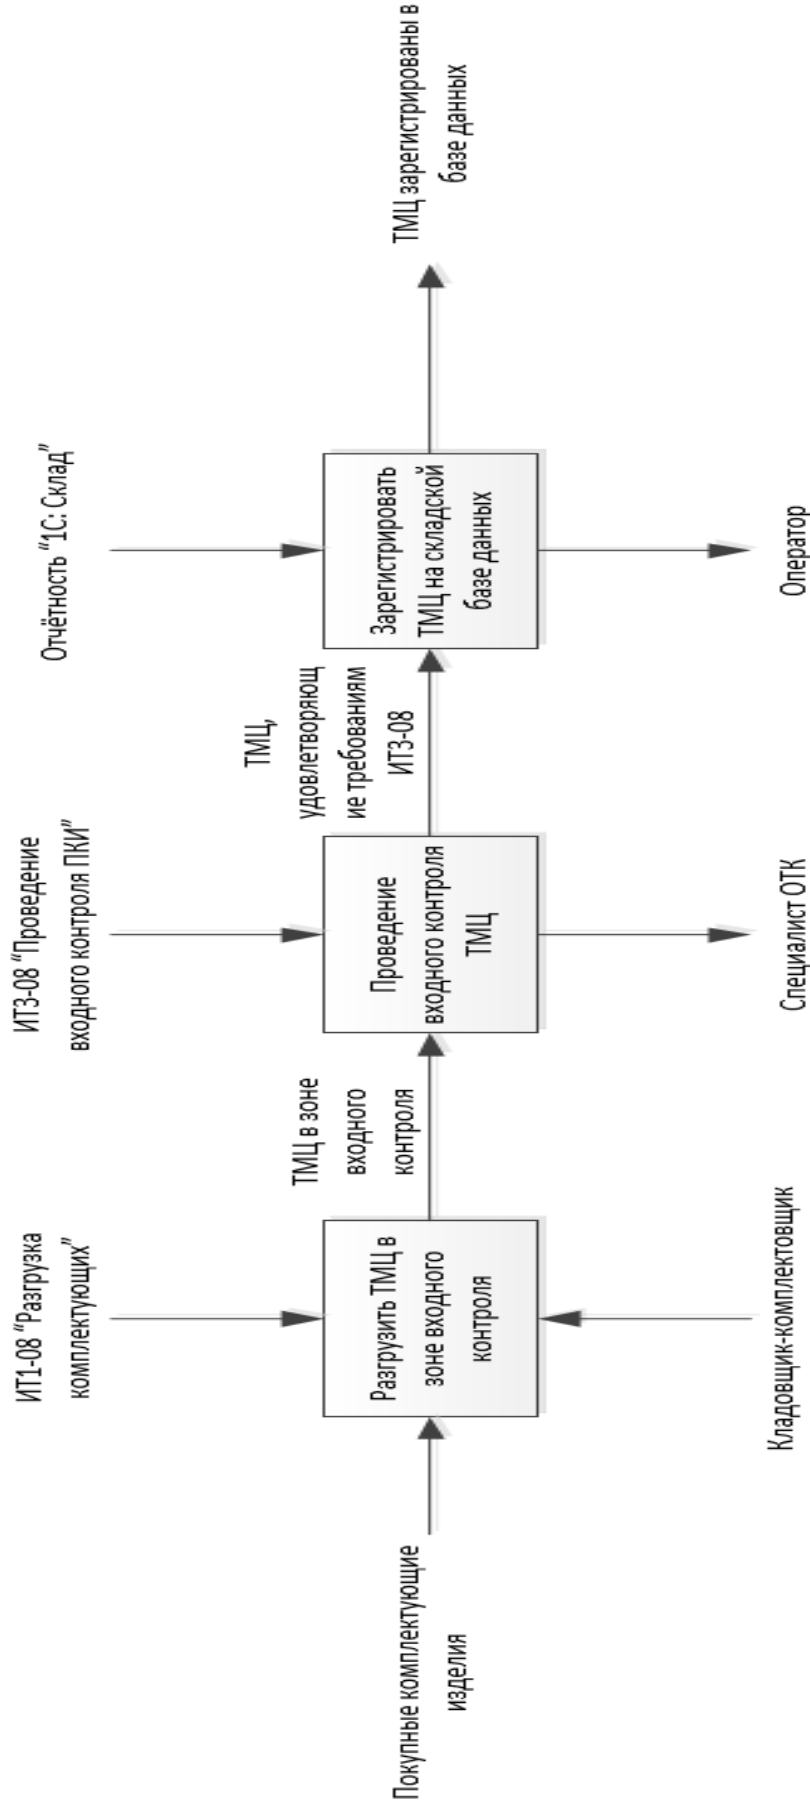 ИТ1-08 “Разгрузка
комплектующих”
ИТЗ-08 “Проведение
входного контроля ПКИ”
Отчётность “1С: Склад”
Покупные комплектующие
изделия
Разгрузить ТМЦ в
зоне входного
контроля
ТМЦ в зоне
входного
контроля
Проведение
входного контроля
ТМЦ
ТМЦ,
удовлетворяющ
ие требованиям
ИТЗ-08
Зарегистрировать
ТМЦ на складской
базе данных
ТМЦ зарегистрированы в
базе данных
Кладовщик-комплектовщик
Специалист ОТК
Оператор